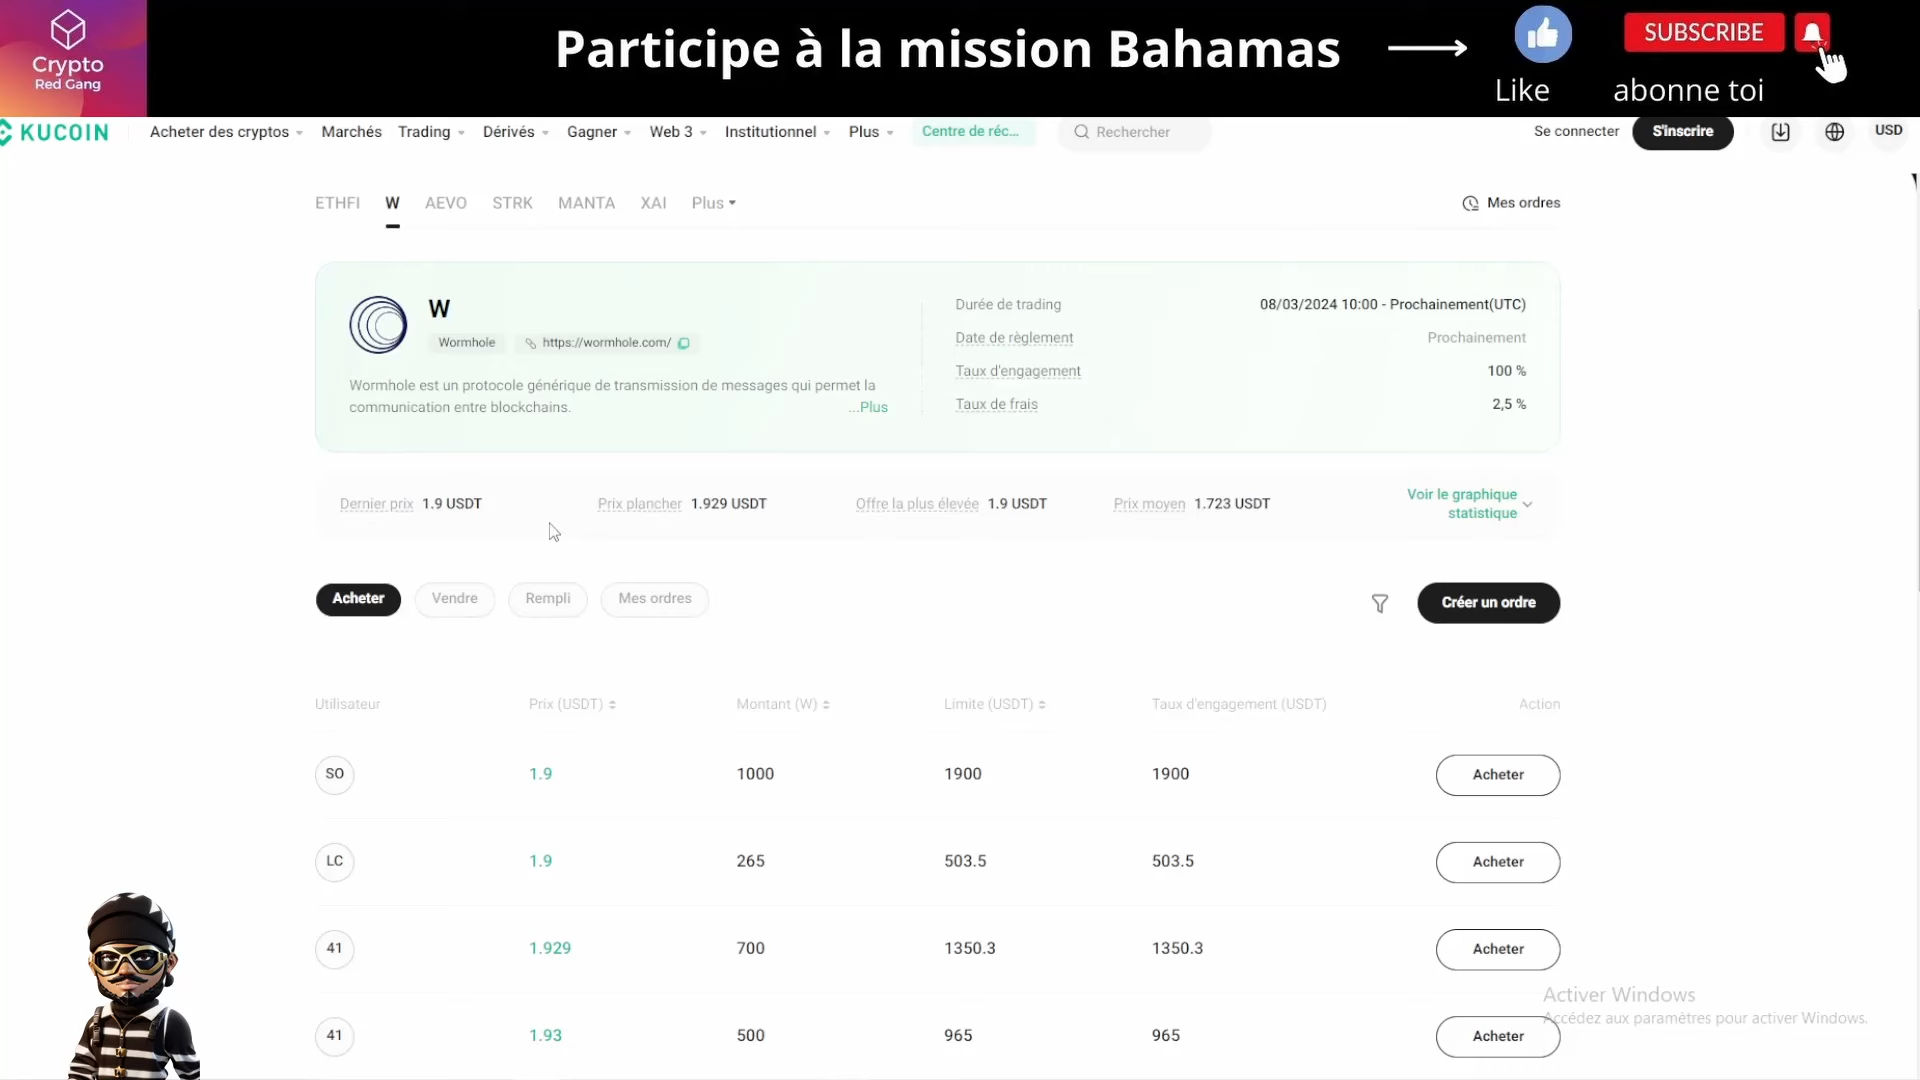 Crypto
Red Gang
Participe à la mission Bahamas
Like
SUBSCRIBE
abonne toi
KUCOIN
Acheter des cryptos
Marchés
Trading
Dérivés
Gagner
Web 3
Institutionnel
Plus
Centre de réc...
Rechercher
Se connecter
S'inscrire
USD
ETHFI
W
AEVO
STRK
MANTA
XAI
Plus
Mes ordres
W
Wormhole
https://wormhole.com/
Wormhole est un protocole générique de transmission de messages qui permet la
communication entre blockchains.
...Plus
Durée de trading
08/03/2024 10:00 - Prochainement(UTC)
Date de règlement
Prochainement
Taux d'engagement
100 %
Taux de frais
2,5 %
Dernier prix 1.9 USDT
Prix plancher 1.929 USDT
Offre la plus élevée 1.9 USDT
Prix moyen 1.723 USDT
Voir le graphique
statistique
Acheter
Vendre
Rempli
Mes ordres
Créer un ordre
Utilisateur
Prix (USDT)
Montant (W)
Limite (USDT)
Taux d'engagement (USDT)
Action
SO
1.9
1000
1900
1900
Acheter
LC
1.9
265
503.5
503.5
Acheter
41
1.929
700
1350.3
1350.3
Acheter
41
1.93
500
965
965
Acheter
Activer Windows
Accédez aux paramètres pour activer Windows.